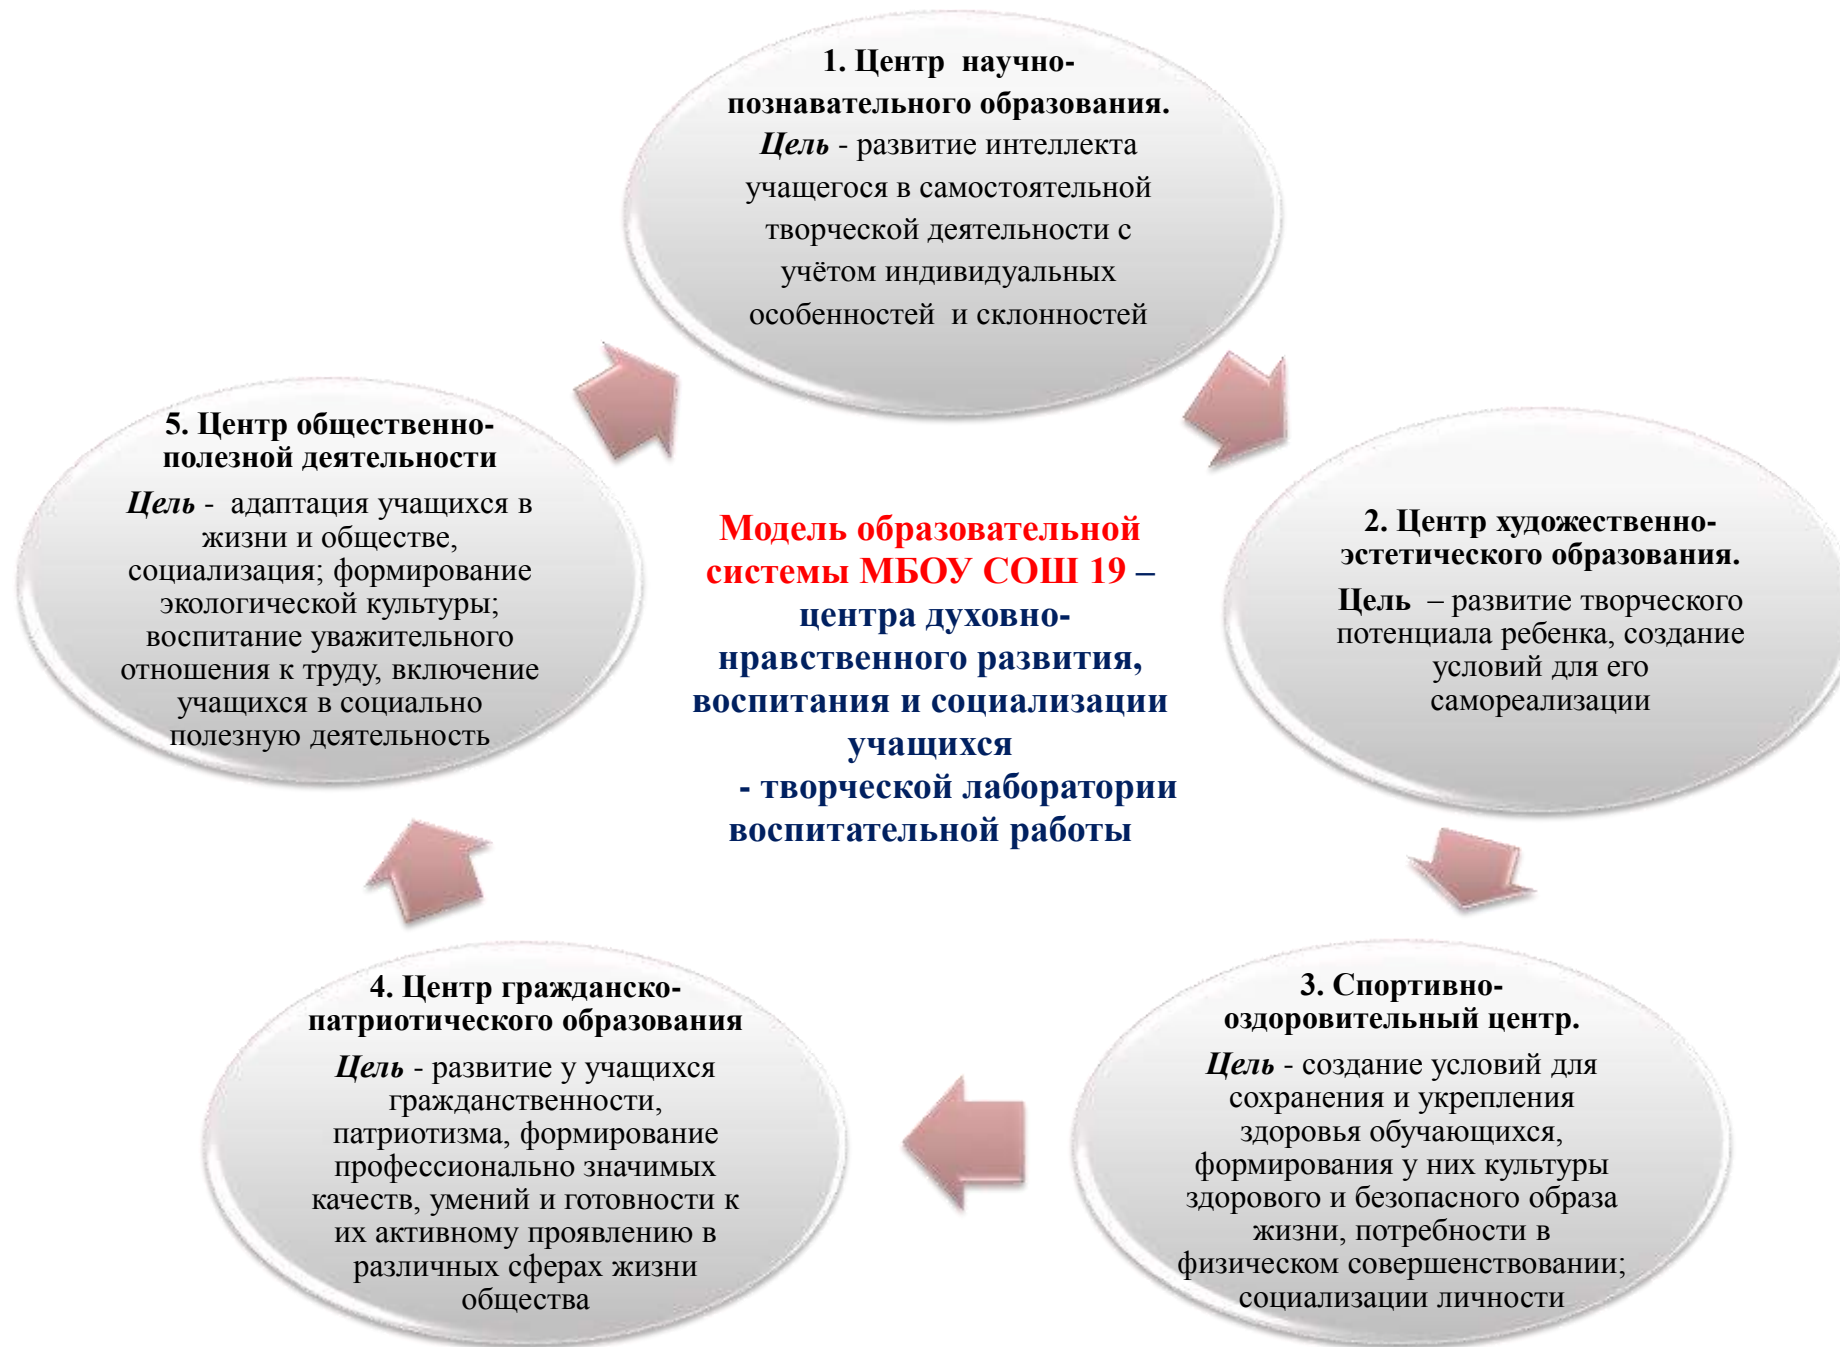 1. Центр научно-
познавательного образования.
Цель - развитие интеллекта
учащегося в самостоятельной
творческой деятельности с
учётом индивидуальных
особенностей и склонностей
2. Центр художественно-
эстетического образования.
Цель – развитие творческого
потенциала ребенка, создание
условий для его
самореализации
3. Спортивно-
оздоровительный центр.
Цель - создание условий для
сохранения и укрепления
здоровья обучающихся,
формирования у них культуры
здорового и безопасного образа
жизни, потребности в
физическом совершенствовании;
социализации личности
4. Центр гражданско-
патриотического образования
Цель - развитие у учащихся
гражданственности,
патриотизма, формирование
профессионально значимых
качеств, умений и готовности к
их активному проявлению в
различных сферах жизни
общества
5. Центр общественно-
полезной деятельности
Цель - адаптация учащихся в
жизни и обществе,
социализация; формирование
экологической культуры;
воспитание уважительного
отношения к труду, включение
учащихся в социально
полезную деятельность
Модель образовательной
системы МБОУ СОШ 19 –
центра духовно-
нравственного развития,
воспитания и социализации
учащихся
- творческой лаборатории
воспитательной работы